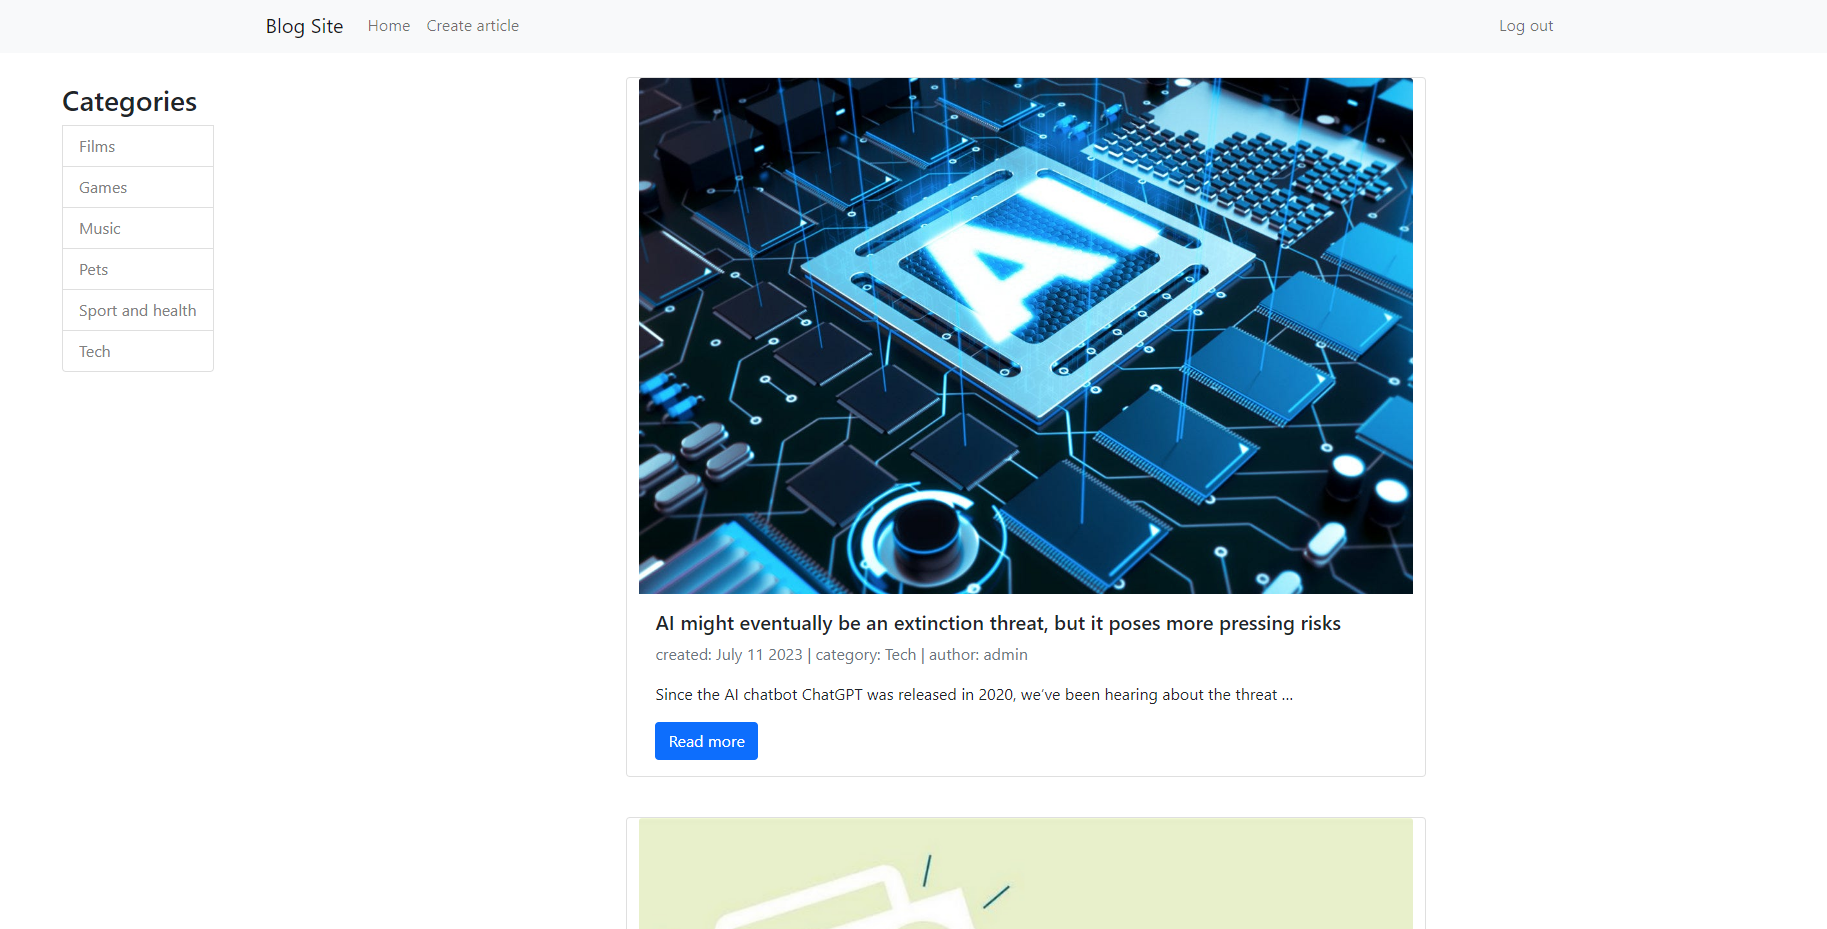 Blog Site Home Create article Log out
Categories
Films
Games
Music
Pets
Sport and health
Tech
AI
AI might eventually be an extinction threat, but it poses more pressing risks
created: July 11 2023 | category: Tech | author: admin
Since the AI chatbot ChatGPT was released in 2020, we’ve been hearing about the threat ...
Read more